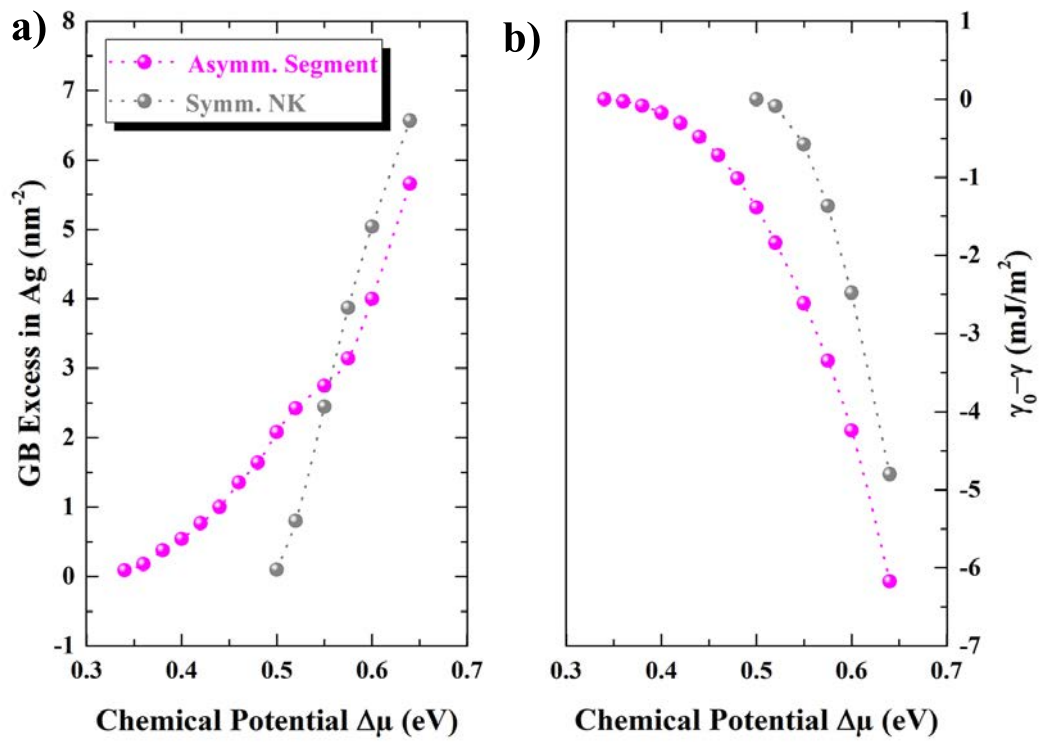 a)
8
7
6
5
4
3
2
1
0
-1
GB Excess in Ag (nm⁻²)
Asymm. Segment
Symm. NK
0.3 0.4 0.5 0.6 0.7
Chemical Potential Δμ (eV)
b)
1
0
-1
-2
-3
-4
-5
-6
-7
γ₀–γ (mJ/m²)
0.3 0.4 0.5 0.6 0.7
Chemical Potential Δμ (eV)